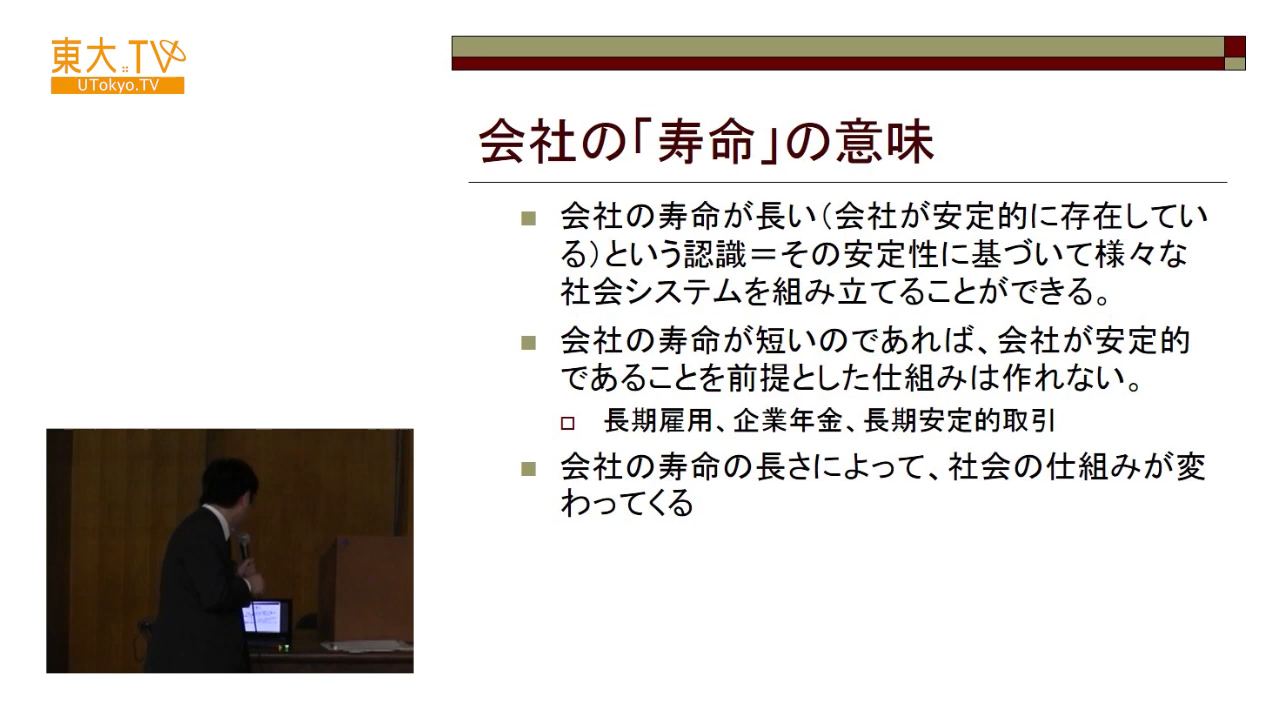 東大.TV
UTokyo.TV
会社の「寿命」の意味
会社の寿命が長い（会社が安定的に存在してい
る）という認識＝その安定性に基づいて様々な
社会システムを組み立てることができる。
会社の寿命が短いのであれば、会社が安定的
であることを前提とした仕組みは作れない。
長期雇用、企業年金、長期安定的取引
会社の寿命の長さによって、社会の仕組みが変
わってくる